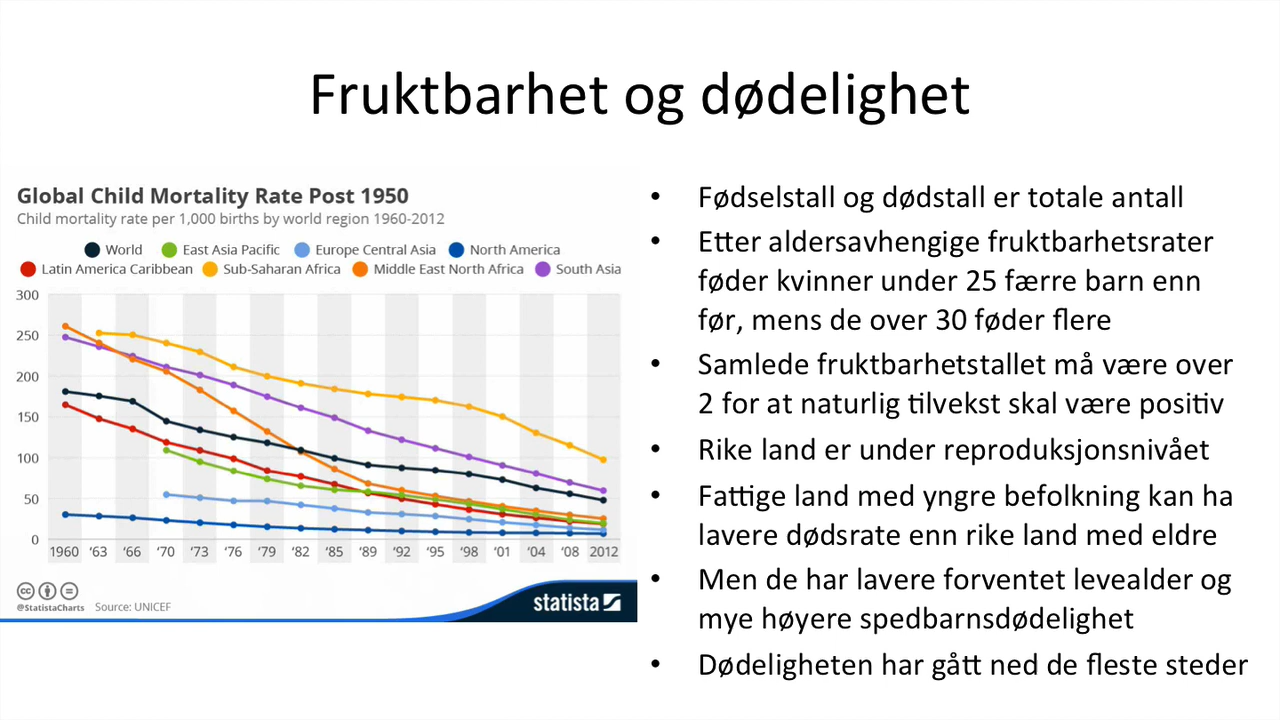 Fruktbarhet og dødelighet
Global Child Mortality Rate Post 1950
Child mortality rate per 1,000 births by world region 1960-2012
World East Asia Pacific Europe Central Asia North America
Latin America Caribbean Sub-Saharan Africa Middle East North Africa South Asia
300
250
200
150
100
50
0
1960 '63 '66 '70 '73 '76 '79 '82 '85 '89 '92 '95 '98 '01 '04 '08 2012
cc
@StatistaCharts Source: UNICEF
statista
• Fødselstall og dødstall er totale antall
• Etter aldersavhengige fruktbarhetsrater
føder kvinner under 25 færre barn enn
før, mens de over 30 føder flere
• Samlede fruktbarhetstallet må være over
2 for at naturlig tilvekst skal være positiv
• Rike land er under reproduksjonsnivået
• Fattige land med yngre befolkning kan ha
lavere dødsrate enn rike land med eldre
• Men de har lavere forventet levealder og
mye høyere spedbarnsdødelighet
• Dødeligheten har gått ned de fleste steder